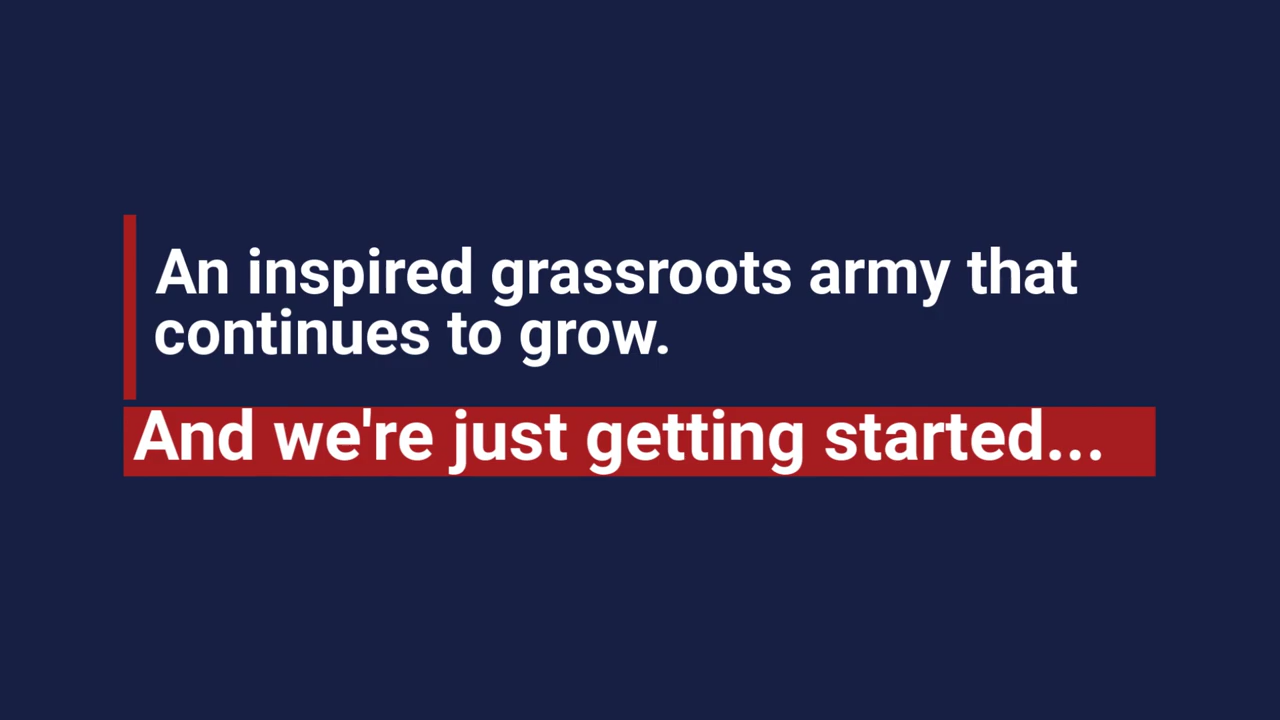 An inspired grassroots army that
continues to grow.
And we're just getting started...